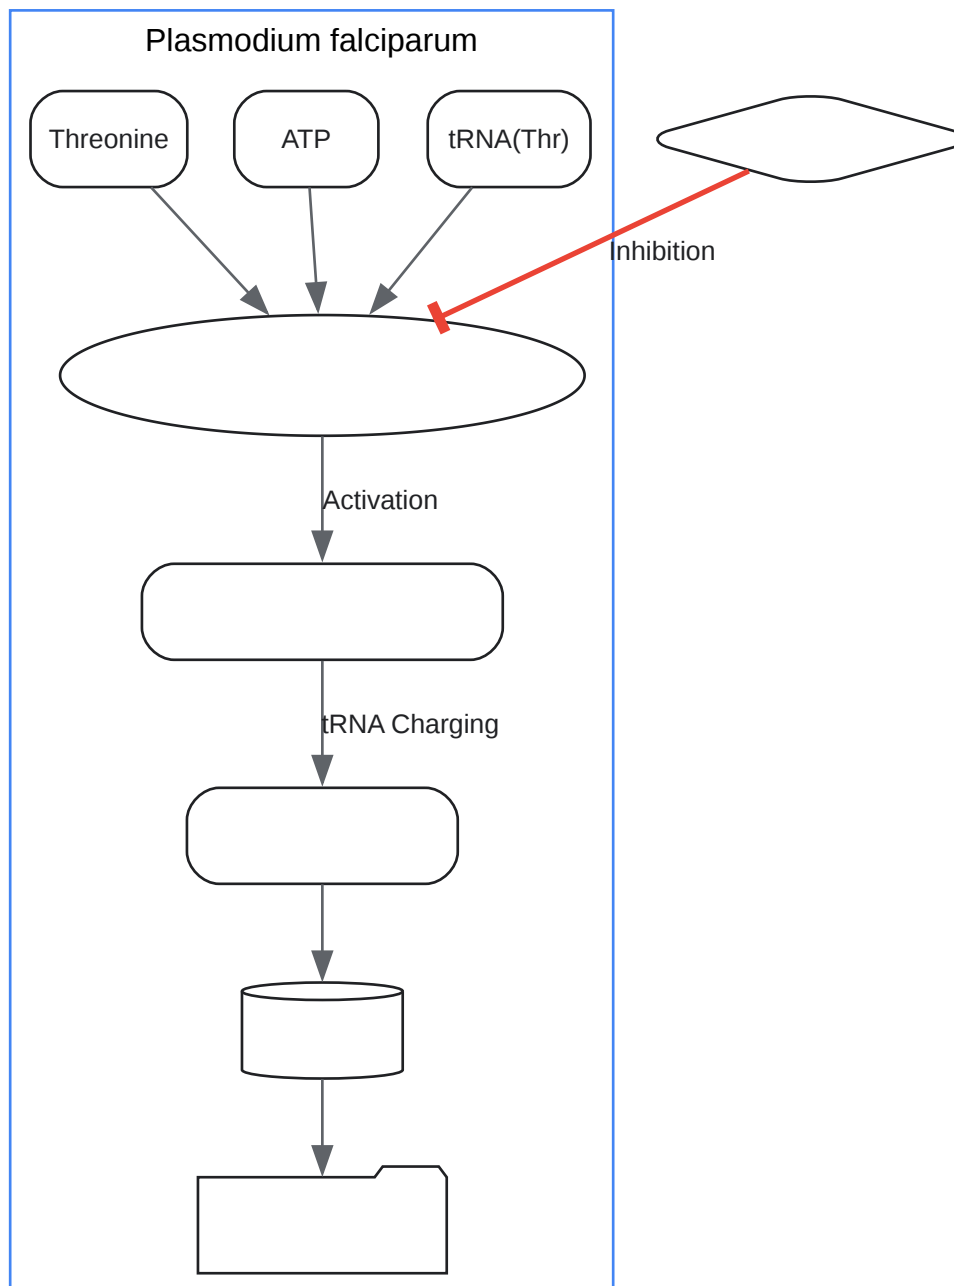 Plasmodium falciparum
Threonine
ATP
tRNA(Thr)
Inhibition
Activation
tRNA Charging